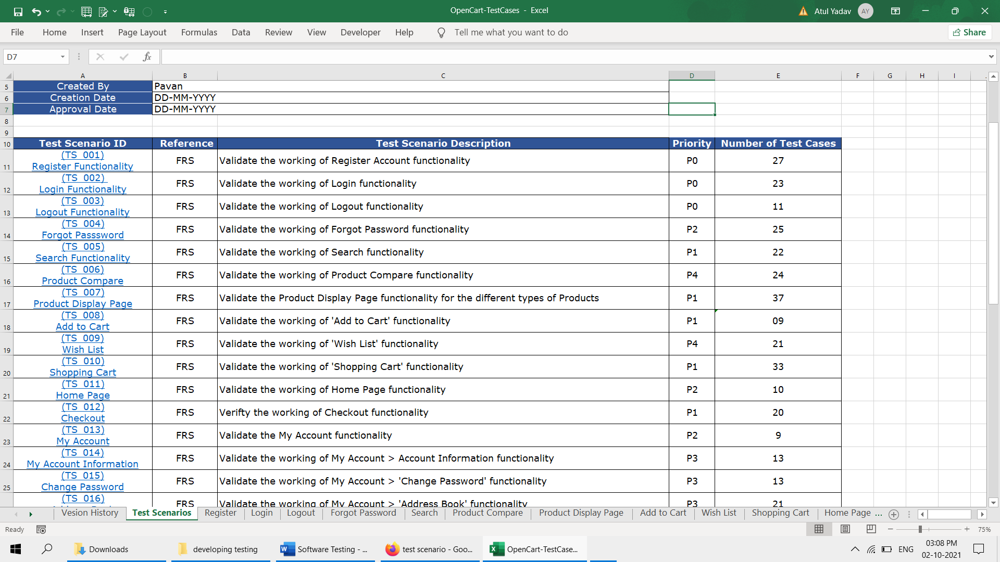 OpenCart-TestCases - Excel
Atul Yadav AY
File Home Insert Page Layout Formulas Data Review View Developer Help Tell me what you want to do Share
D7 fx
A B C D E F G H I
5 Created By Pavan
6 Creation Date DD-MM-YYYY
7 Approval Date DD-MM-YYYY
8
9
10 Test Scenario ID Reference Test Scenario Description Priority Number of Test Cases
(TS_001)
11 Register Functionality FRS Validate the working of Register Account functionality P0 27
(TS_002)
12 Login Functionality FRS Validate the working of Login functionality P0 23
(TS_003)
13 Logout Functionality FRS Validate the working of Logout functionality P0 11
(TS_004)
14 Forgot Passsword FRS Validate the working of Forgot Password functionality P2 25
(TS_005)
15 Search Functionality FRS Validate the working of Search functionality P1 22
(TS_006)
16 Product Compare FRS Validate the working of Product Compare functionality P4 24
(TS_007)
17 Product Display Page FRS Validate the Product Display Page functionality for the different types of Products P1 37
(TS_008)
18 Add to Cart FRS Validate the working of 'Add to Cart' functionality P1 09
(TS_009)
19 Wish List FRS Validate the working of 'Wish List' functionality P4 21
(TS_010)
20 Shopping Cart FRS Validate the working of 'Shopping Cart' functionality P1 33
(TS_011)
21 Home Page FRS Validate the working of Home Page functionality P2 10
(TS_012)
22 Checkout FRS Verifty the working of Checkout functionality P1 20
(TS_013)
23 My Account FRS Validate the My Account functionality P2 9
(TS_014)
24 My Account Information FRS Validate the working of My Account > Account Information functionality P3 13
(TS_015)
25 Change Password FRS Validate the working of My Account > 'Change Password' functionality P3 13
(TS_016)
FRS Validate the working of My Account > 'Address Book' functionality P3 21
Vesion History Test Scenarios Register Login Logout Forgot Password Search Product Compare Product Display Page Add to Cart Wish List Shopping Cart Home Page ...
Ready 75%
Downloads developing testing Software Testing - ... test scenario - Goo... OpenCart-TestCase... ENG 03:08 PM
02-10-2021